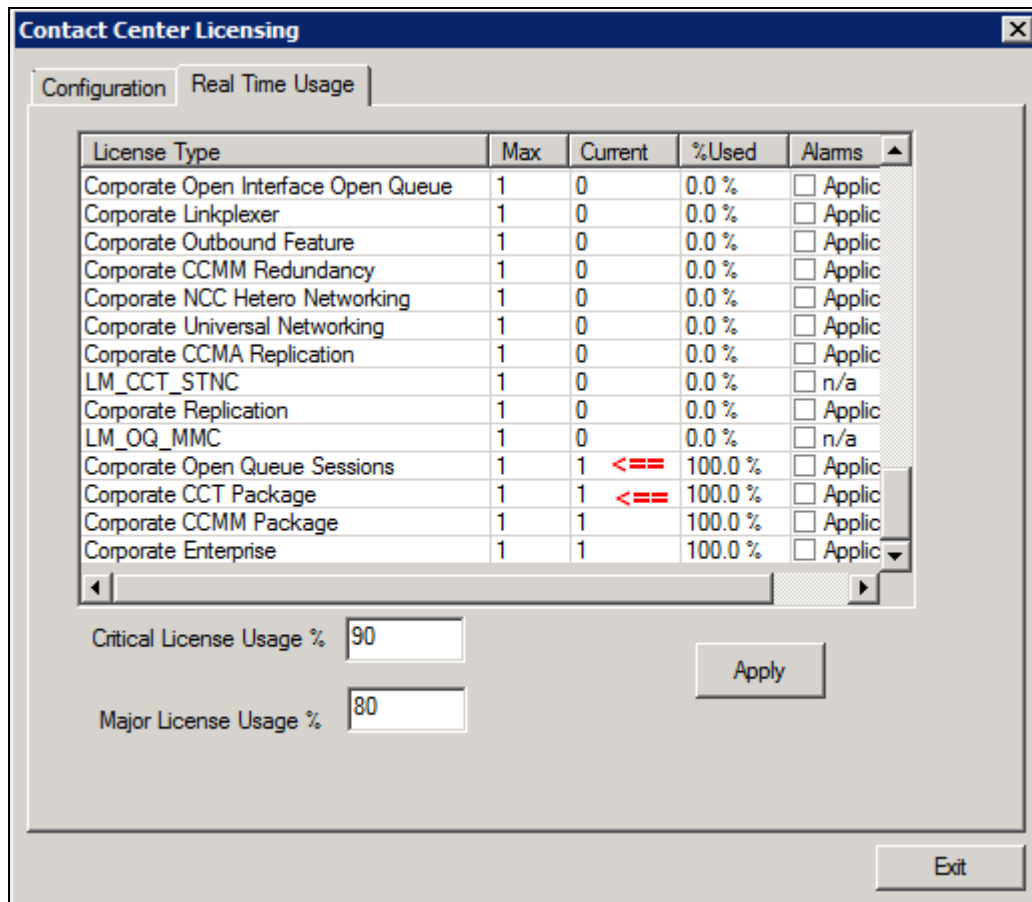 Contact Center Licensing
Configuration Real Time Usage
License Type Max Current %Used Alarms
Corporate Open Interface Open Queue 1 0 0.0 % Applic
Corporate Linkplexer 1 0 0.0 % Applic
Corporate Outbound Feature 1 0 0.0 % Applic
Corporate CCMM Redundancy 1 0 0.0 % Applic
Corporate NCC Hetero Networking 1 0 0.0 % Applic
Corporate Universal Networking 1 0 0.0 % Applic
Corporate CCMA Replication 1 0 0.0 % Applic
LM_CCT_STNC 1 0 0.0 % n/a
Corporate Replication 1 0 0.0 % Applic
LM_OQ_MMC 1 0 0.0 % n/a
Corporate Open Queue Sessions 1 1 <== 100.0 % Applic
Corporate CCT Package 1 1 <== 100.0 % Applic
Corporate CCMM Package 1 1 100.0 % Applic
Corporate Enterprise 1 1 100.0 % Applic
Critical License Usage % 90
Apply
Major License Usage % 80
Exit